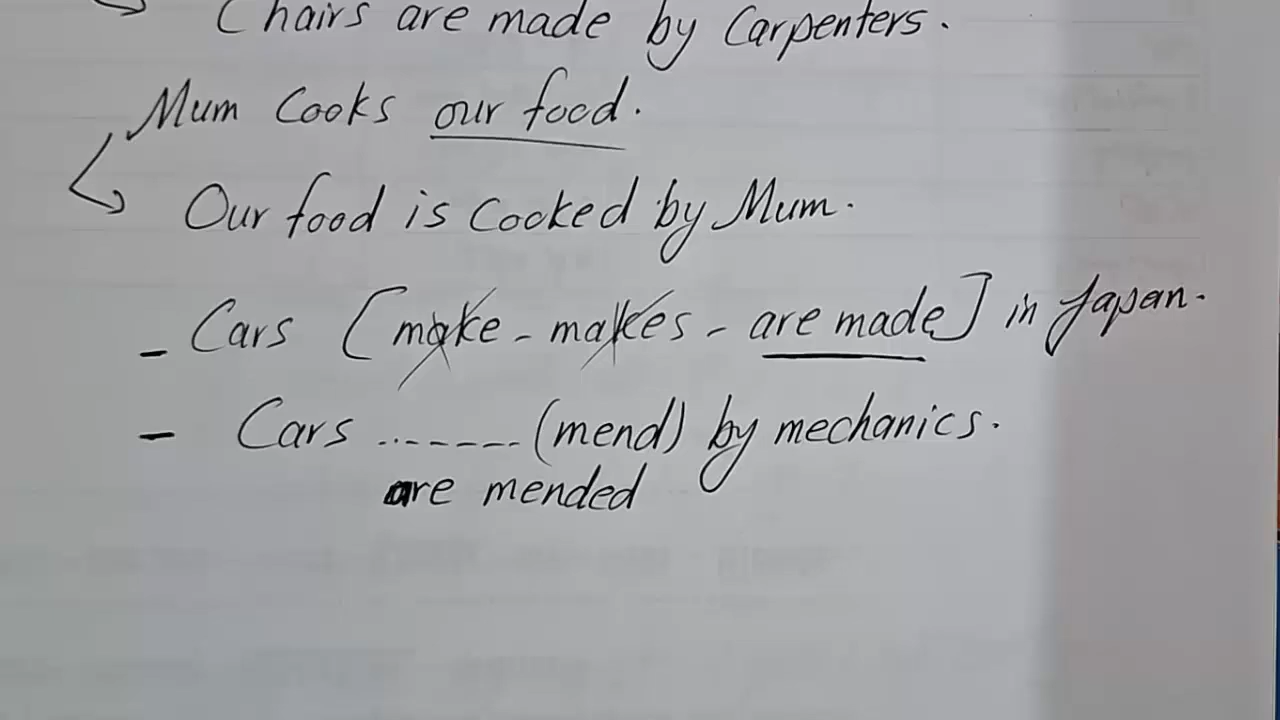 Chairs are made by Carpenters.
Mum Cooks our food.
Our food is Cooked by Mum.
- Cars [make - makes - are made] in Japan.
- Cars ....... (mend) by mechanics.
are mended